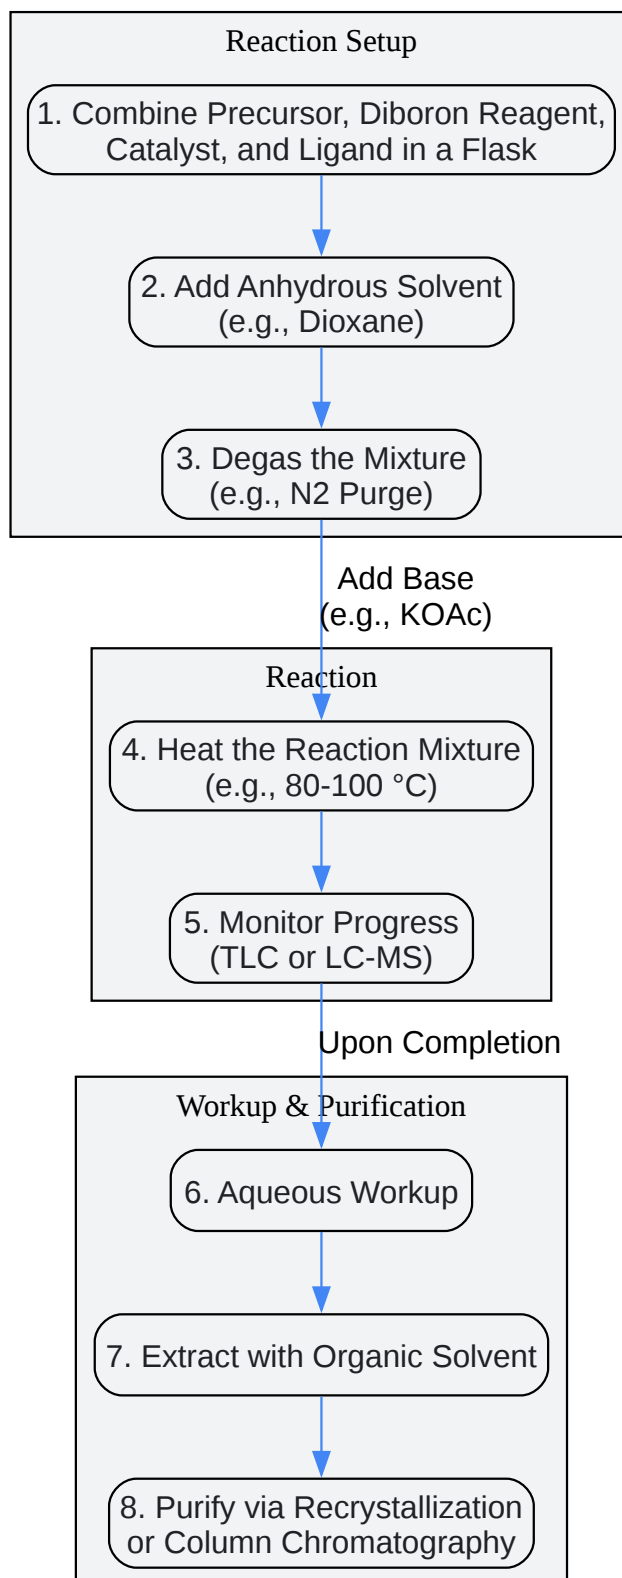 Reaction Setup
1. Combine Precursor, Diboron Reagent,
Catalyst, and Ligand in a Flask
2. Add Anhydrous Solvent
(e.g., Dioxane)
3. Degas the Mixture
(e.g., N2 Purge)
Add Base
(e.g., KOAc)
Reaction
4. Heat the Reaction Mixture
(e.g., 80-100 °C)
5. Monitor Progress
(TLC or LC-MS)
Upon Completion
Workup & Purification
6. Aqueous Workup
7. Extract with Organic Solvent
8. Purify via Recrystallization
or Column Chromatography